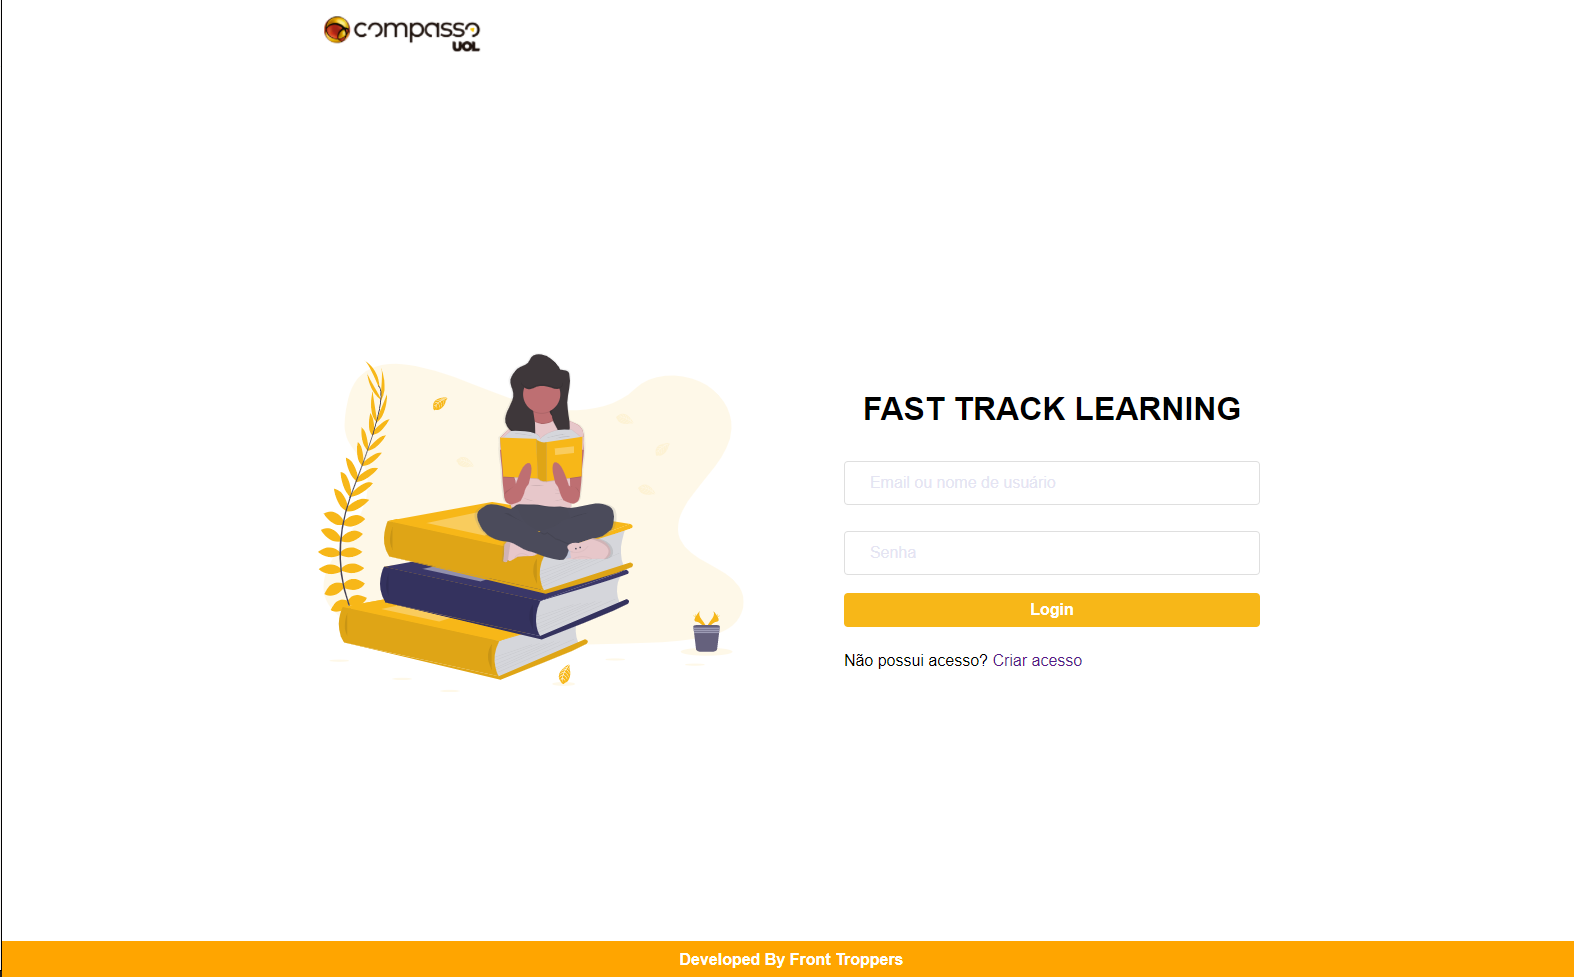 compasso
UOL
FAST TRACK LEARNING
Email ou nome de usuário
Senha
Login
Não possui acesso? Criar acesso
Developed By Front Troppers